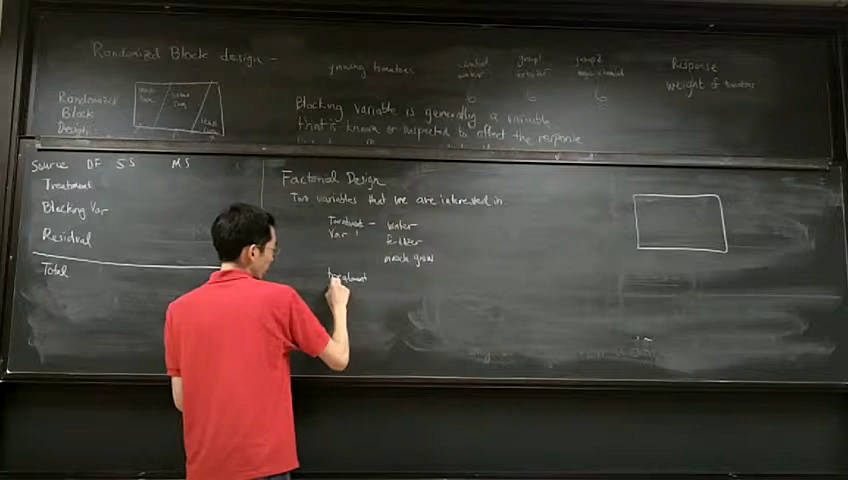 Randomized Block design -
growing tomatoes
control
water
group1
fertilizer
group2
6
6
6
Response
weight of tomatoes
Randomized
Block
Design:
Blocking variable is generally a variable
that is known or suspected to affect the response
Source DF SS MS
Treatment
Blocking Var
Residual
Total
Factorial Design
Two variables that we are interested in
Treatment - water
Var 1 fertilizer
miracle grow
treatment